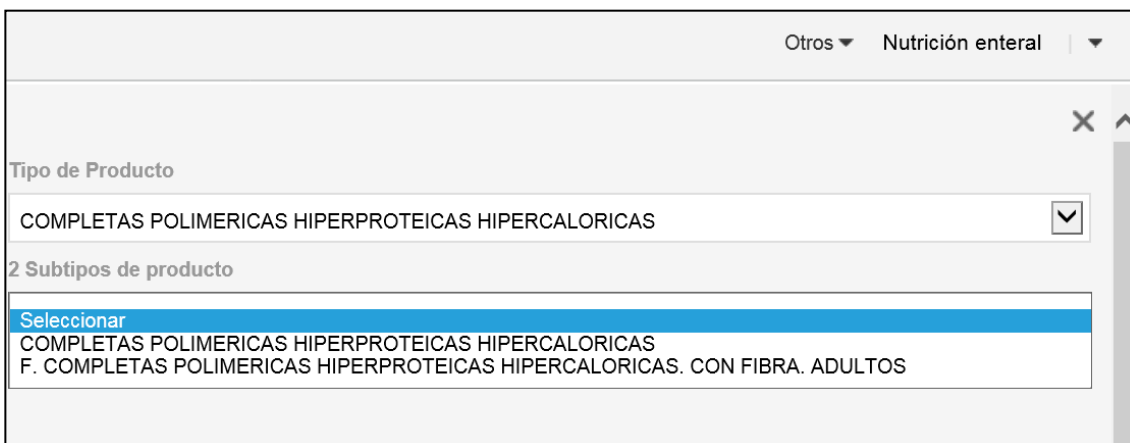 Otros Nutrición enteral
Tipo de Producto
COMPLETAS POLIMERICAS HIPERPROTEICAS HIPERCALORICAS
2 Subtipos de producto
Seleccionar
COMPLETAS POLIMERICAS HIPERPROTEICAS HIPERCALORICAS
F. COMPLETAS POLIMERICAS HIPERPROTEICAS HIPERCALORICAS. CON FIBRA. ADULTOS